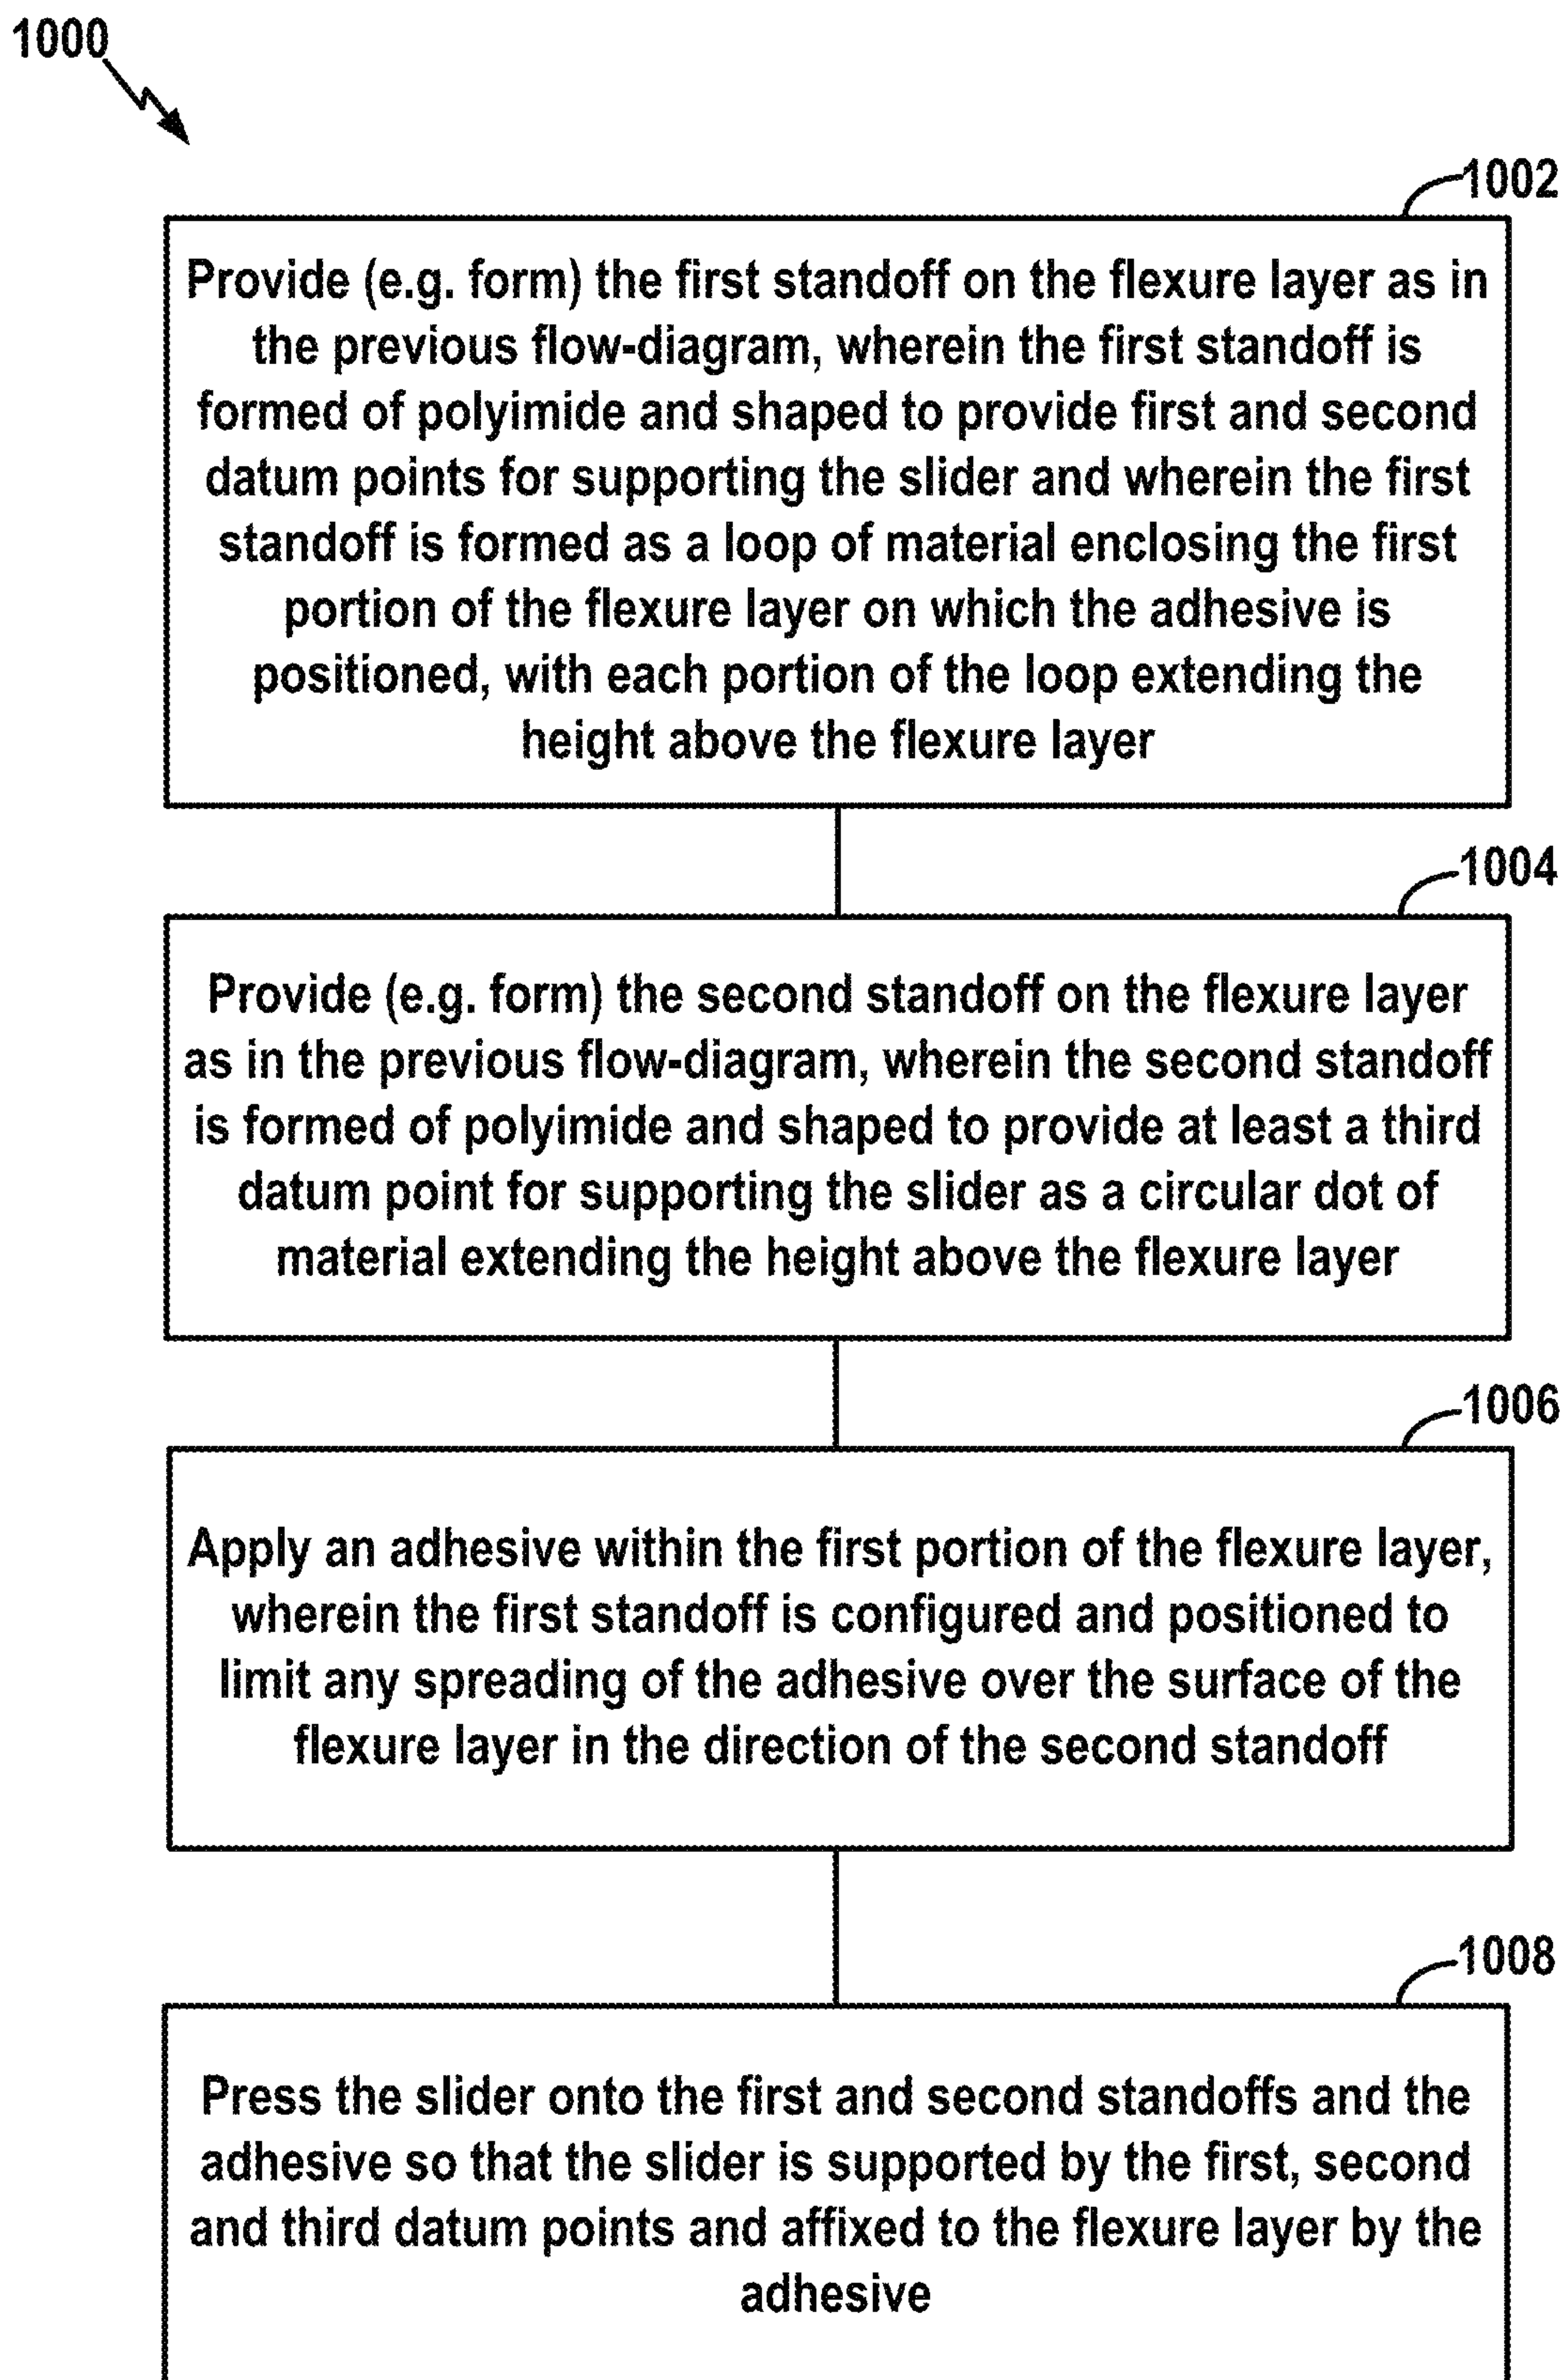 1000
1002
Provide (e.g. form) the first standoff on the flexure layer as in
the previous flow-diagram, wherein the first standoff is
formed of polyimide and shaped to provide first and second
datum points for supporting the slider and wherein the first
standoff is formed as a loop of material enclosing the first
portion of the flexure layer on which the adhesive is
positioned, with each portion of the loop extending the
height above the flexure layer
1004
Provide (e.g. form) the second standoff on the flexure layer
as in the previous flow-diagram, wherein the second standoff
is formed of polyimide and shaped to provide at least a third
datum point for supporting the slider as a circular dot of
material extending the height above the flexure layer
1006
Apply an adhesive within the first portion of the flexure layer,
wherein the first standoff is configured and positioned to
limit any spreading of the adhesive over the surface of the
flexure layer in the direction of the second standoff
1008
Press the slider onto the first and second standoffs and the
adhesive so that the slider is supported by the first, second
and third datum points and affixed to the flexure layer by the
adhesive